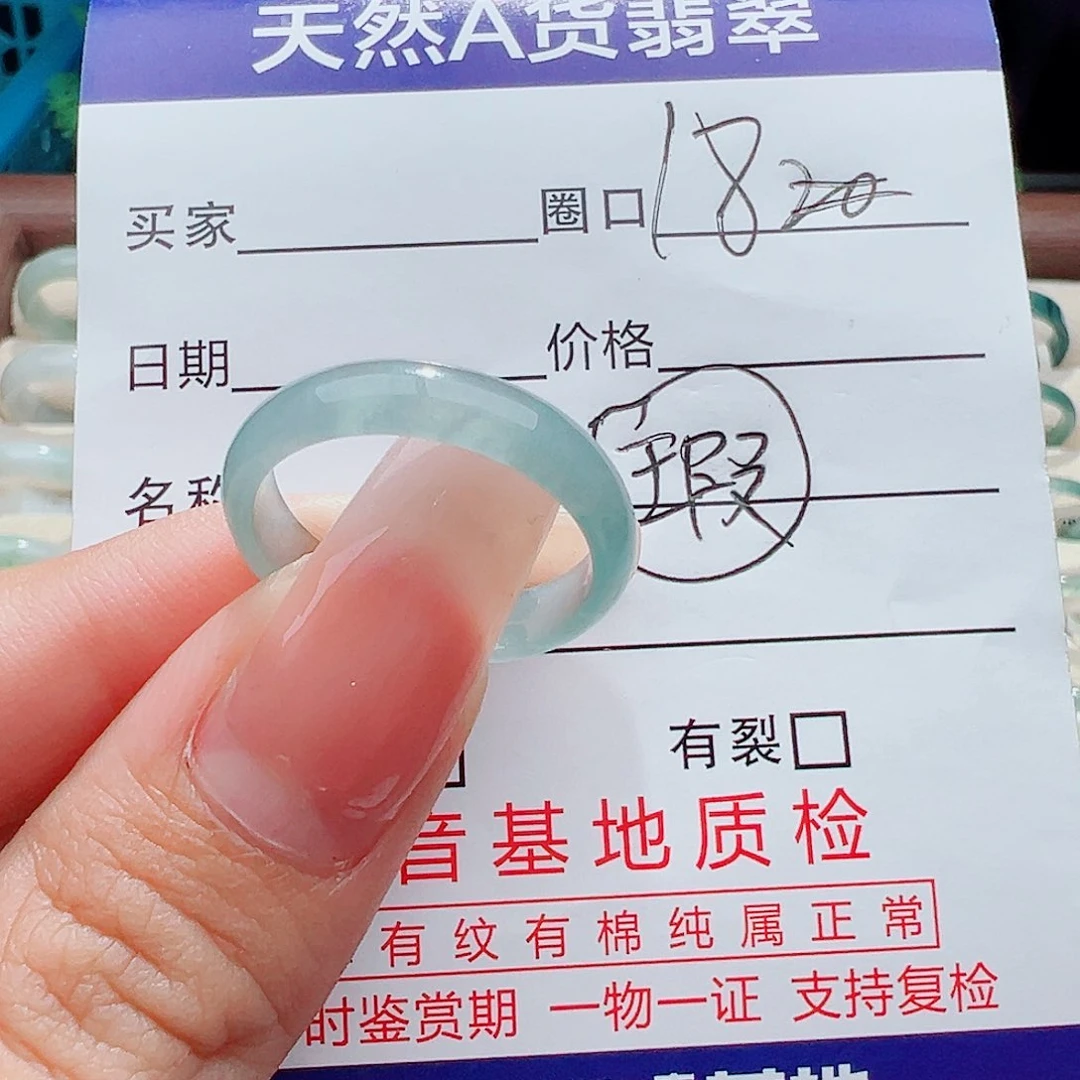 天然A货翡翠
买家 圈口 18 20
日期 价格
名称 瑕
有裂
音基地质检
有纹有棉纯属正常
时鉴赏期 一物一证 支持复检